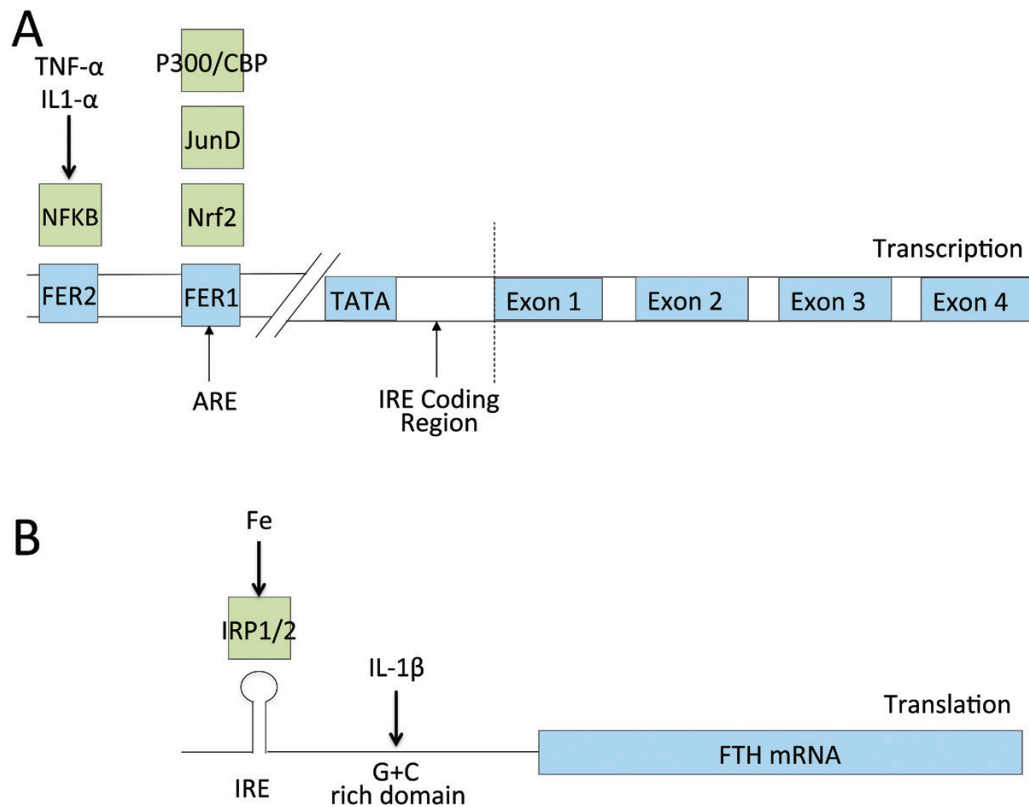 A
TNF-α
IL1-α
P300/CBP
JunD
NFKB
Nrf2
Transcription
FER2
FER1
TATA
Exon 1
Exon 2
Exon 3
Exon 4
ARE
IRE Coding
Region
B
Fe
IRP1/2
IL-1β
Translation
FTH mRNA
IRE
G+C
rich domain